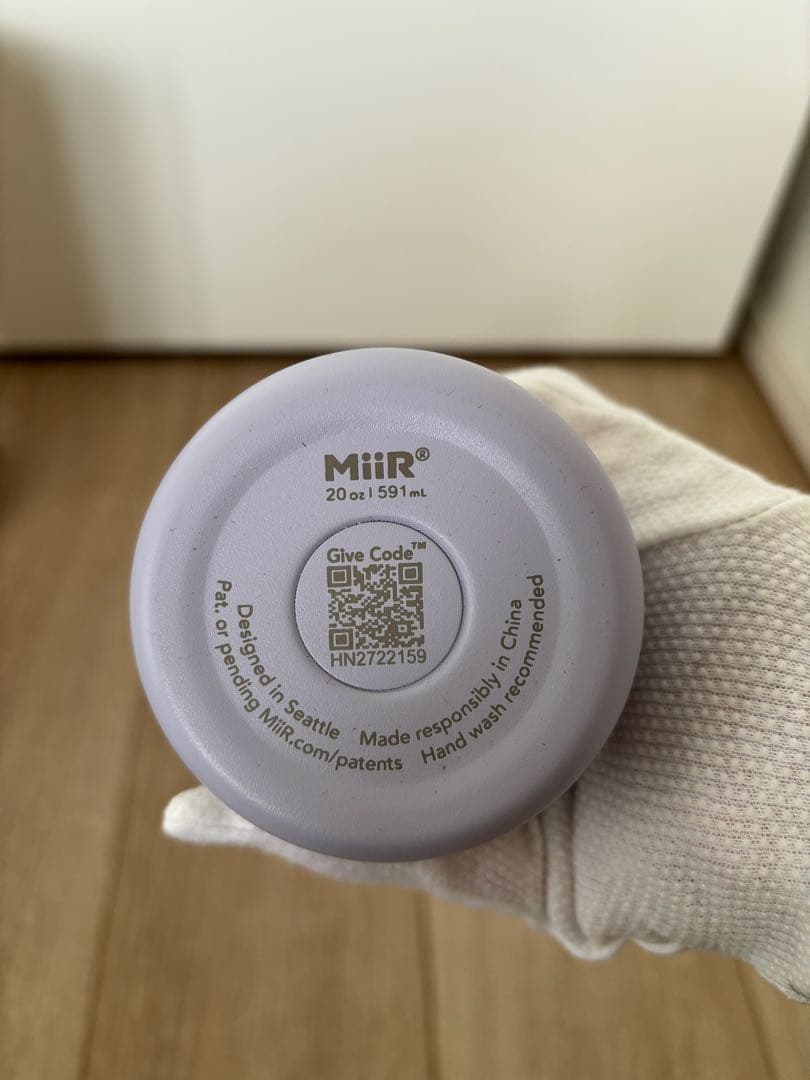 MiiR®
20 oz | 591 mL
Give Code™
HN2722159
Designed in Seattle Made responsibly in China
Pat. or pending MiiR.com/patents Hand wash recommended